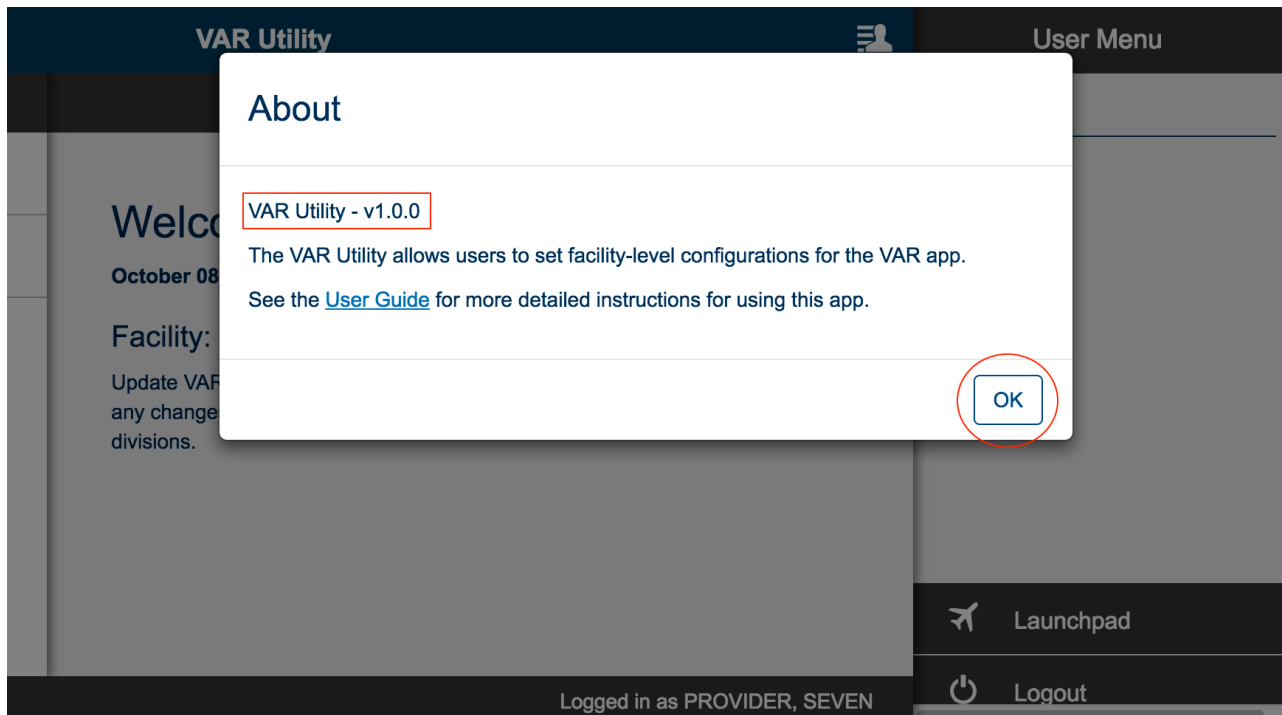 VAR Utility
User Menu
About
VAR Utility - v1.0.0
The VAR Utility allows users to set facility-level configurations for the VAR app.
See the User Guide for more detailed instructions for using this app.
OK
October 08
Facility:
Update VAR
any change
divisions.
Launchpad
Logged in as PROVIDER, SEVEN
Logout